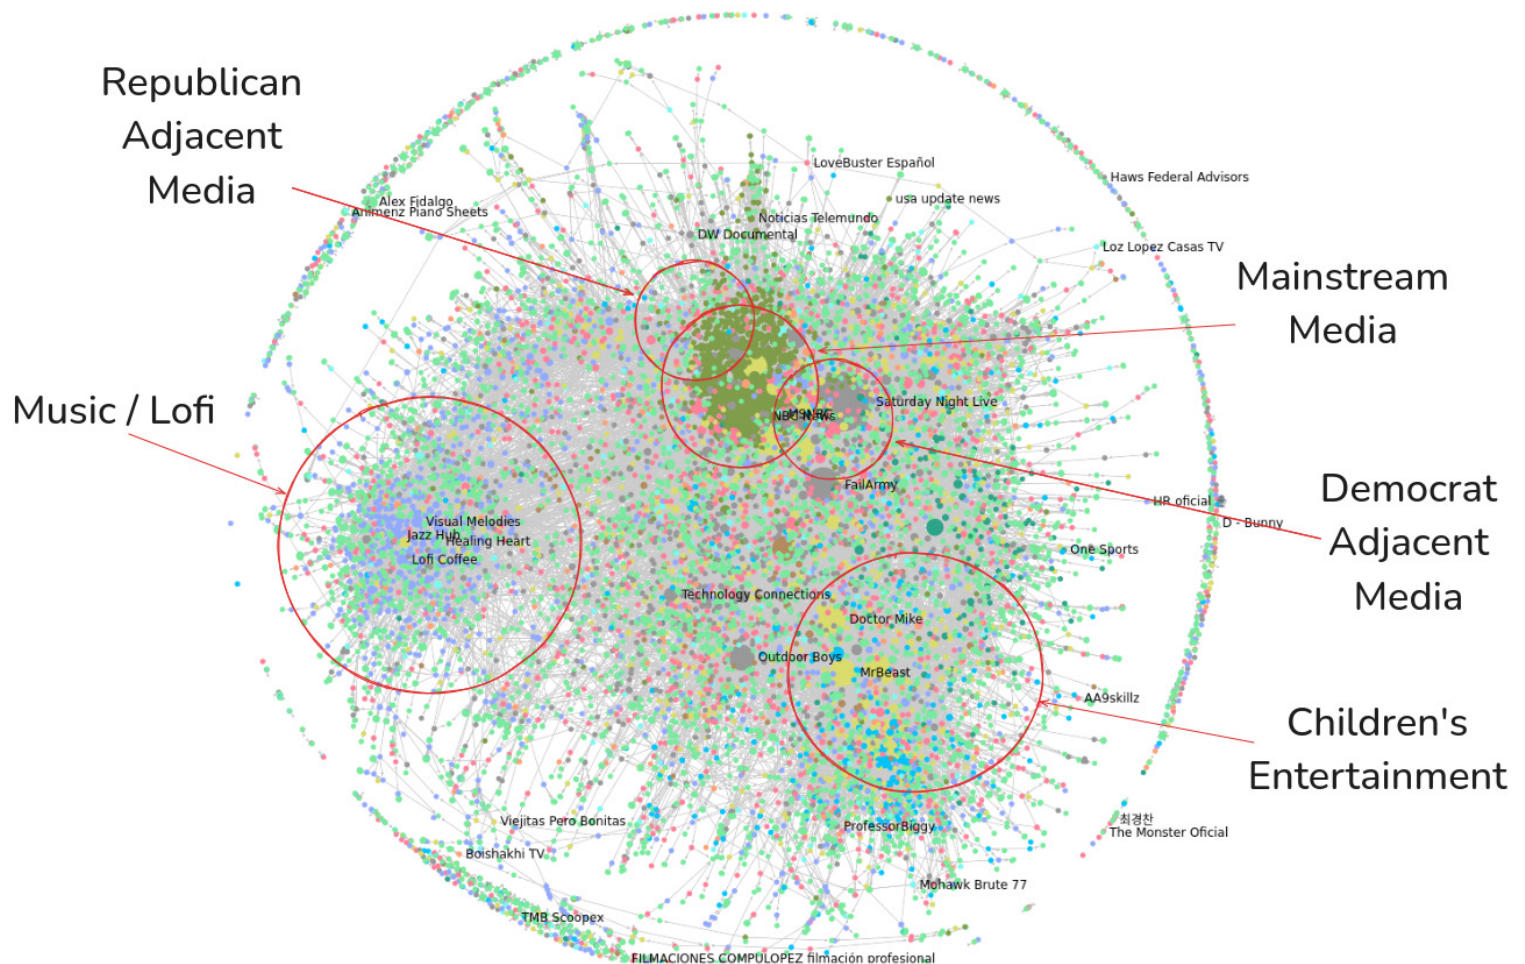 Republican
Adjacent
Media
LoveBuster Español
Haws Federal Advisors
Alex Fidalgo
Animenz Piano Sheets
usa update news
Noticias Telemundo
DW Documental
Loz Lopez Casas TV
Mainstream
Media
Music / Lofi
Saturday Night Live
MSNBC
NBC News
FailArmy
Democrat
Adjacent
Media
HR oficial
D - Bunny
Visual Melodies
Jazz Hub
Healing Heart
Lofi Coffee
One Sports
Technology Connections
Doctor Mike
Outdoor Boys
MrBeast
AA9skillz
Children's
Entertainment
Viejitas Pero Bonitas
ProfessorBiggy
최경찬
The Monster Oficial
Boishakhi TV
Mohawk Brute 77
TMB Scoopex
FILMACIONES COMPULOPEZ filmación profesional